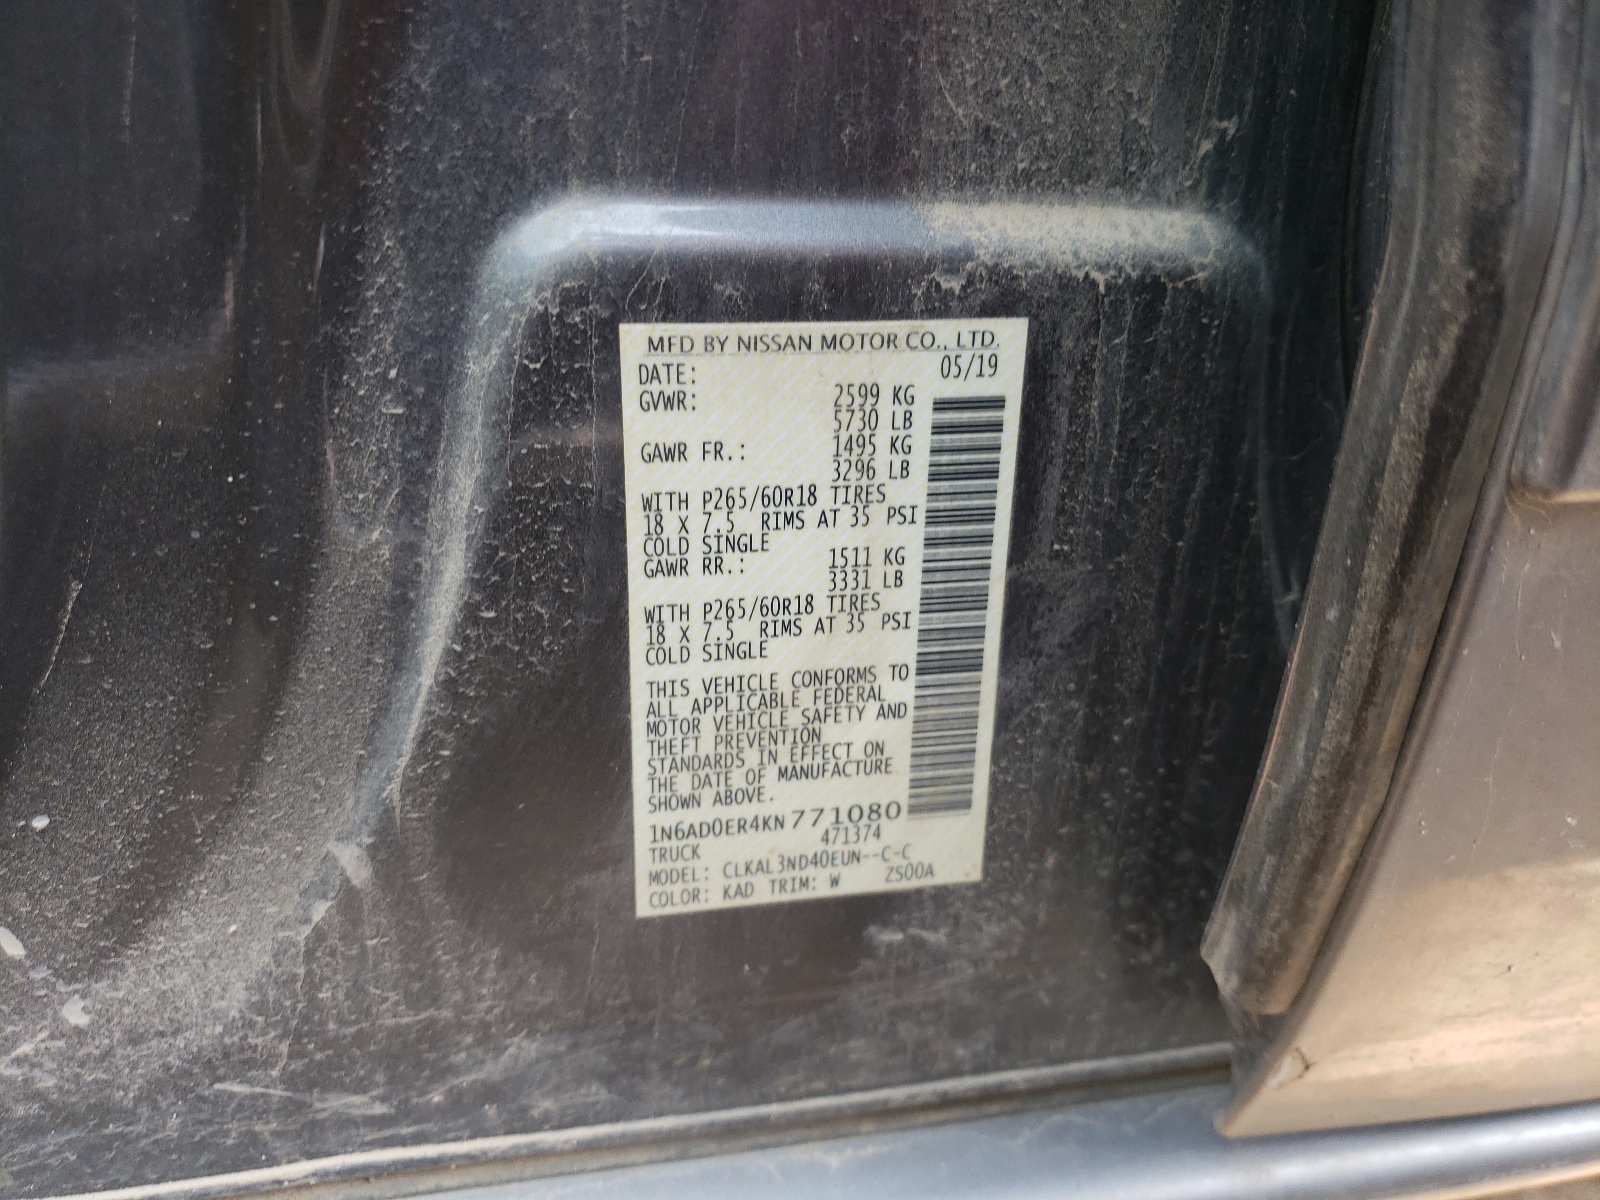 MFD BY NISSAN MOTOR CO., LTD.
DATE: 05/19
GVWR: 2599 KG
5730 LB
GAWR FR.: 1495 KG
3296 LB
WITH P265/60R18 TIRES
18 X 7.5 RIMS AT 35 PSI
COLD SINGLE
GAWR RR.: 1511 KG
3331 LB
WITH P265/60R18 TIRES
18 X 7.5 RIMS AT 35 PSI
COLD SINGLE
THIS VEHICLE CONFORMS TO
ALL APPLICABLE FEDERAL
MOTOR VEHICLE SAFETY AND
THEFT PREVENTION
STANDARDS IN EFFECT ON
THE DATE OF MANUFACTURE
SHOWN ABOVE.
1N6AD0ER4KN771080
471374
TRUCK
MODEL: CLKAL3ND40EUN--C-C
COLOR: KAD TRIM: W ZS00A